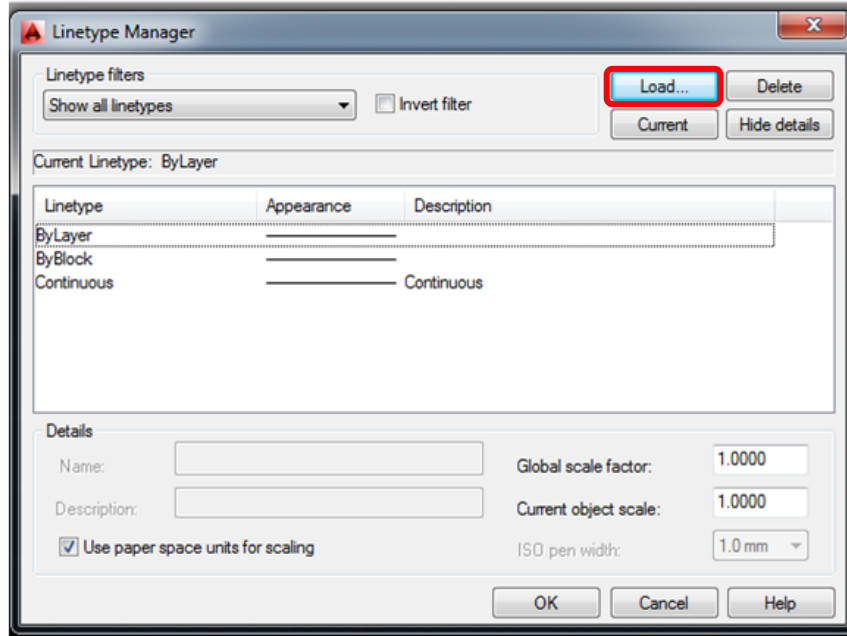 Linetype Manager
Linetype filters
Show all linetypes
Invert filter
Load...
Delete
Current
Hide details
Current Linetype: ByLayer
Linetype Appearance Description
ByLayer
ByBlock
Continuous Continuous
Details
Name:
Description:
Use paper space units for scaling
Global scale factor: 1.0000
Current object scale: 1.0000
ISO pen width: 1.0 mm
OK Cancel Help